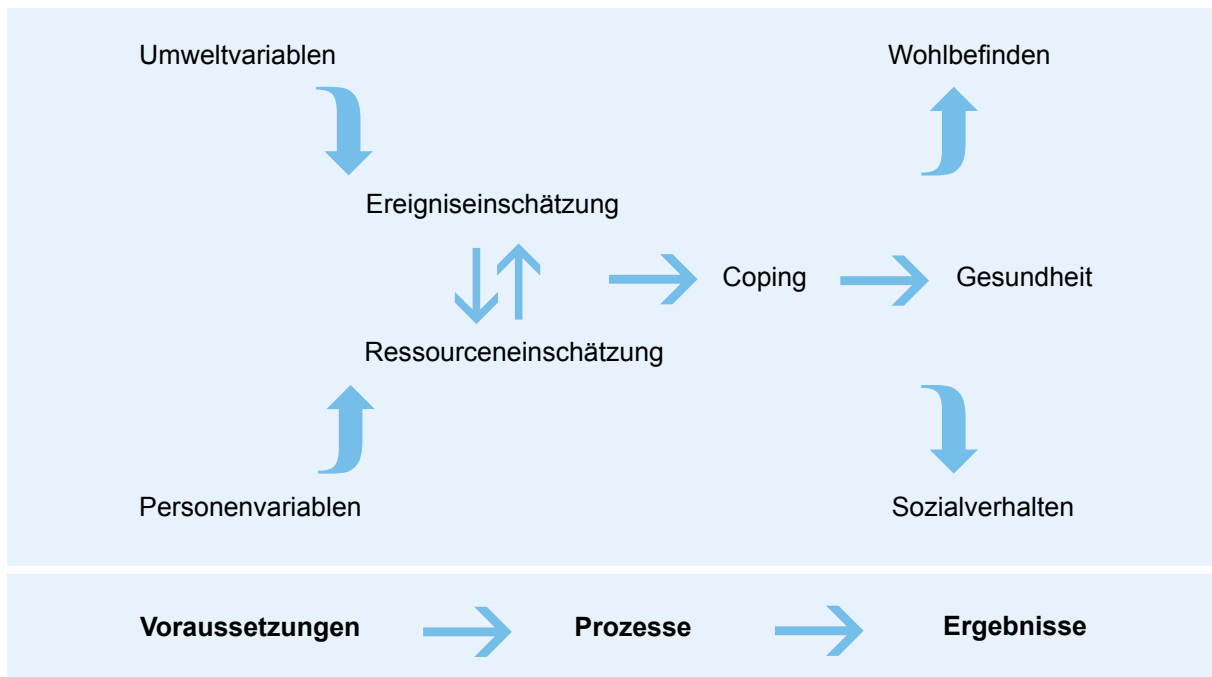 Umweltvariablen
Wohlbefinden
Ereigniseinschätzung
Coping
Gesundheit
Ressourceneinschätzung
Personenvariablen
Sozialverhalten
Voraussetzungen
Prozesse
Ergebnisse